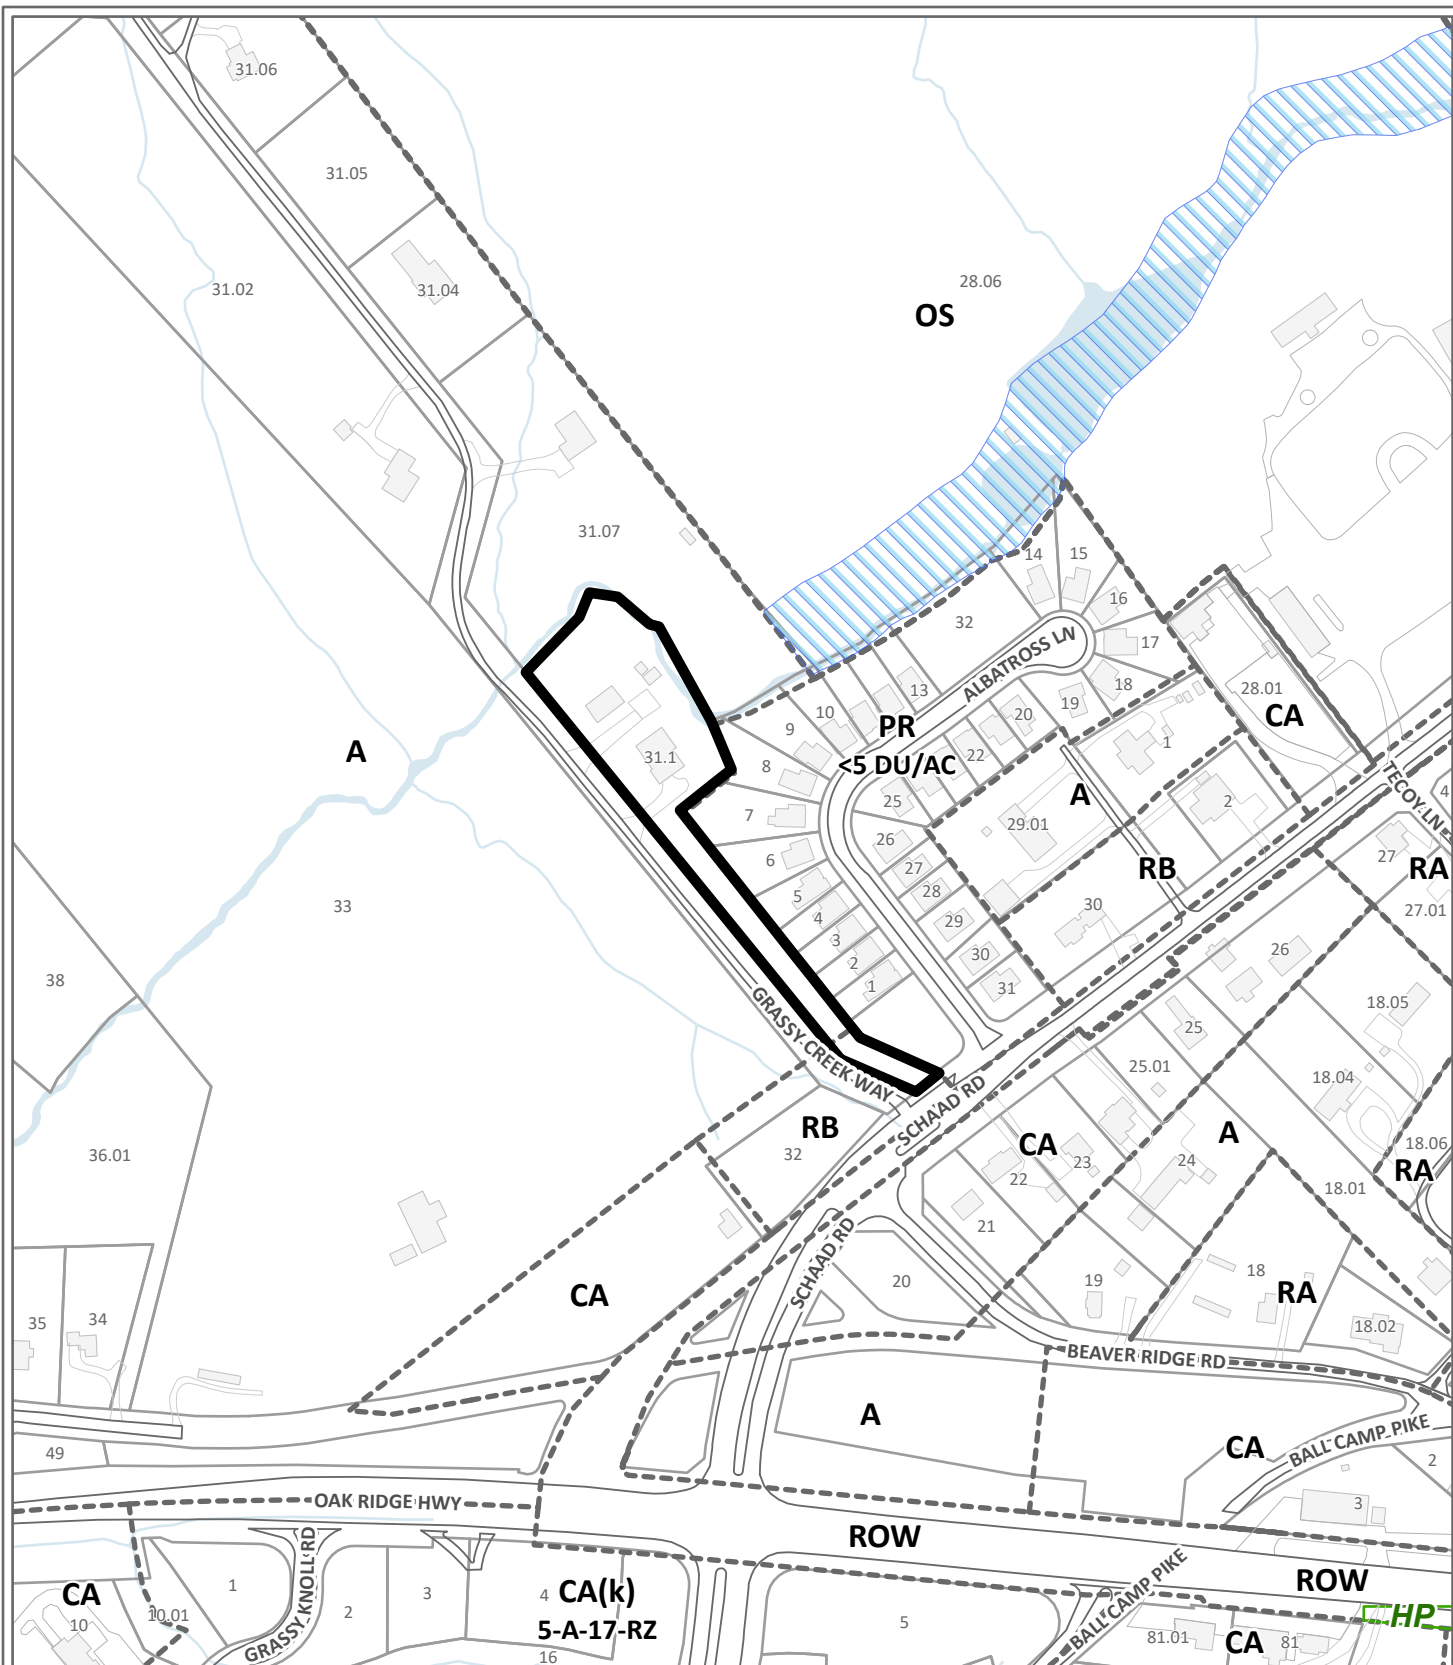 31.06
31.05
31.02
31.04
28.06
OS
31.07
14
15
16
32
17
ALBATROSS LN
13
18
10
19
9
20
28.01
PR
CA
A
31.1
8
<5 DU/AC
22
1
TECOY LN
4
25
A
2
7
29.01
26
27
6
RB
RA
27
5
28
30
27.01
33
4
29
3
26
38
2
30
1
31
18.05
GRASSY CREEK WAY
25
25.01
18.04
SCHAAD RD
RB
CA
A
18.06
36.01
32
23
24
RA
22
18.01
21
SCHAAD RD
20
19
18
RA
CA
35
34
18.02
BEAVER RIDGE RD
A
CA
BALL CAMP PIKE
49
2
OAK RIDGE HWY
3
ROW
GRASSY KNOLL RD
BALL CAMP PIKE
ROW
CA
1
3
4
CA(k)
HP
10
10.01
2
5-A-17-RZ
5
81.01
CA
81
16